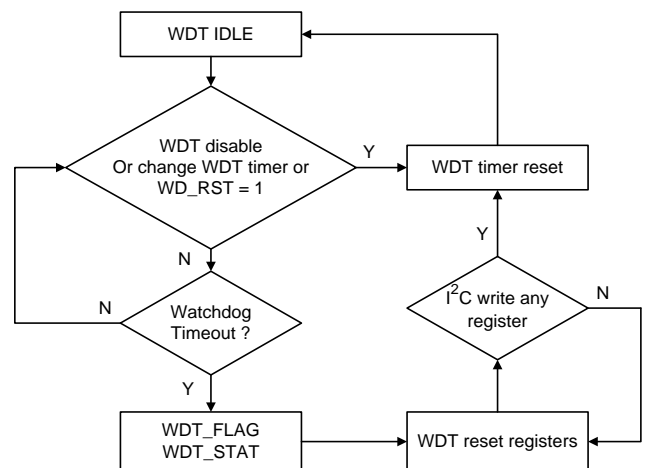 WDT IDLE
WDT disable
Or change WDT timer or
WD_RST = 1
Y
WDT timer reset
N
Y
Watchdog
Timeout ?
N
I²C write any
register
N
Y
WDT_FLAG
WDT_STAT
WDT reset registers